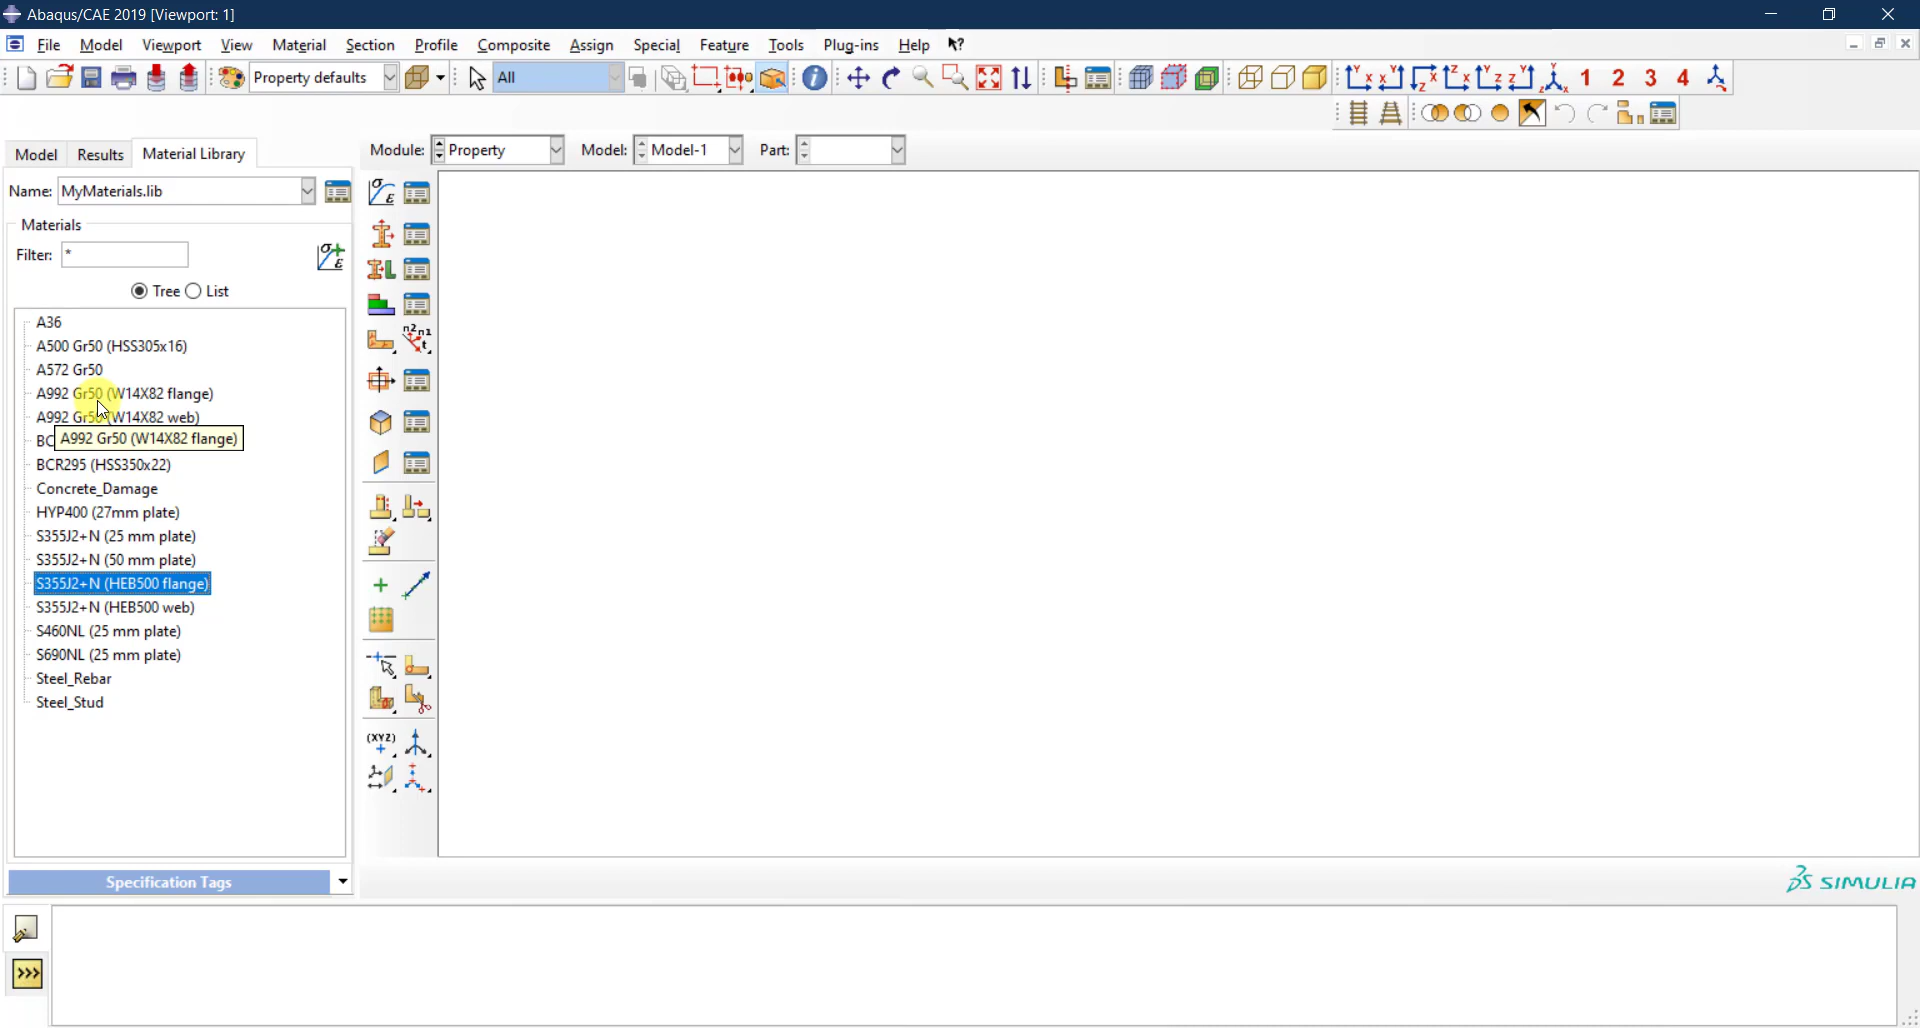 Abaqus/CAE 2019 [Viewport: 1]
File Model Viewport View Material Section Profile Composite Assign Special Feature Tools Plug-ins Help ?
Property defaults All 1 2 3 4
Model Results Material Library Module: Property Model: Model-1 Part:
Name: MyMaterials.lib
Materials
Filter: *
Tree List
A36
A500 Gr50 (HSS305x16)
A572 Gr50
A992 Gr50 (W14X82 flange)
A992 Gr50 (W14X82 web)
BC
A992 Gr50 (W14X82 flange)
BCR295 (HSS350x22)
Concrete_Damage
HYP400 (27mm plate)
S355J2+N (25 mm plate)
S355J2+N (50 mm plate)
S355J2+N (HEB500 flange)
S355J2+N (HEB500 web)
S460NL (25 mm plate)
S690NL (25 mm plate)
Steel_Rebar
Steel_Stud
(XYZ)
Specification Tags
SIMULIA
>>>